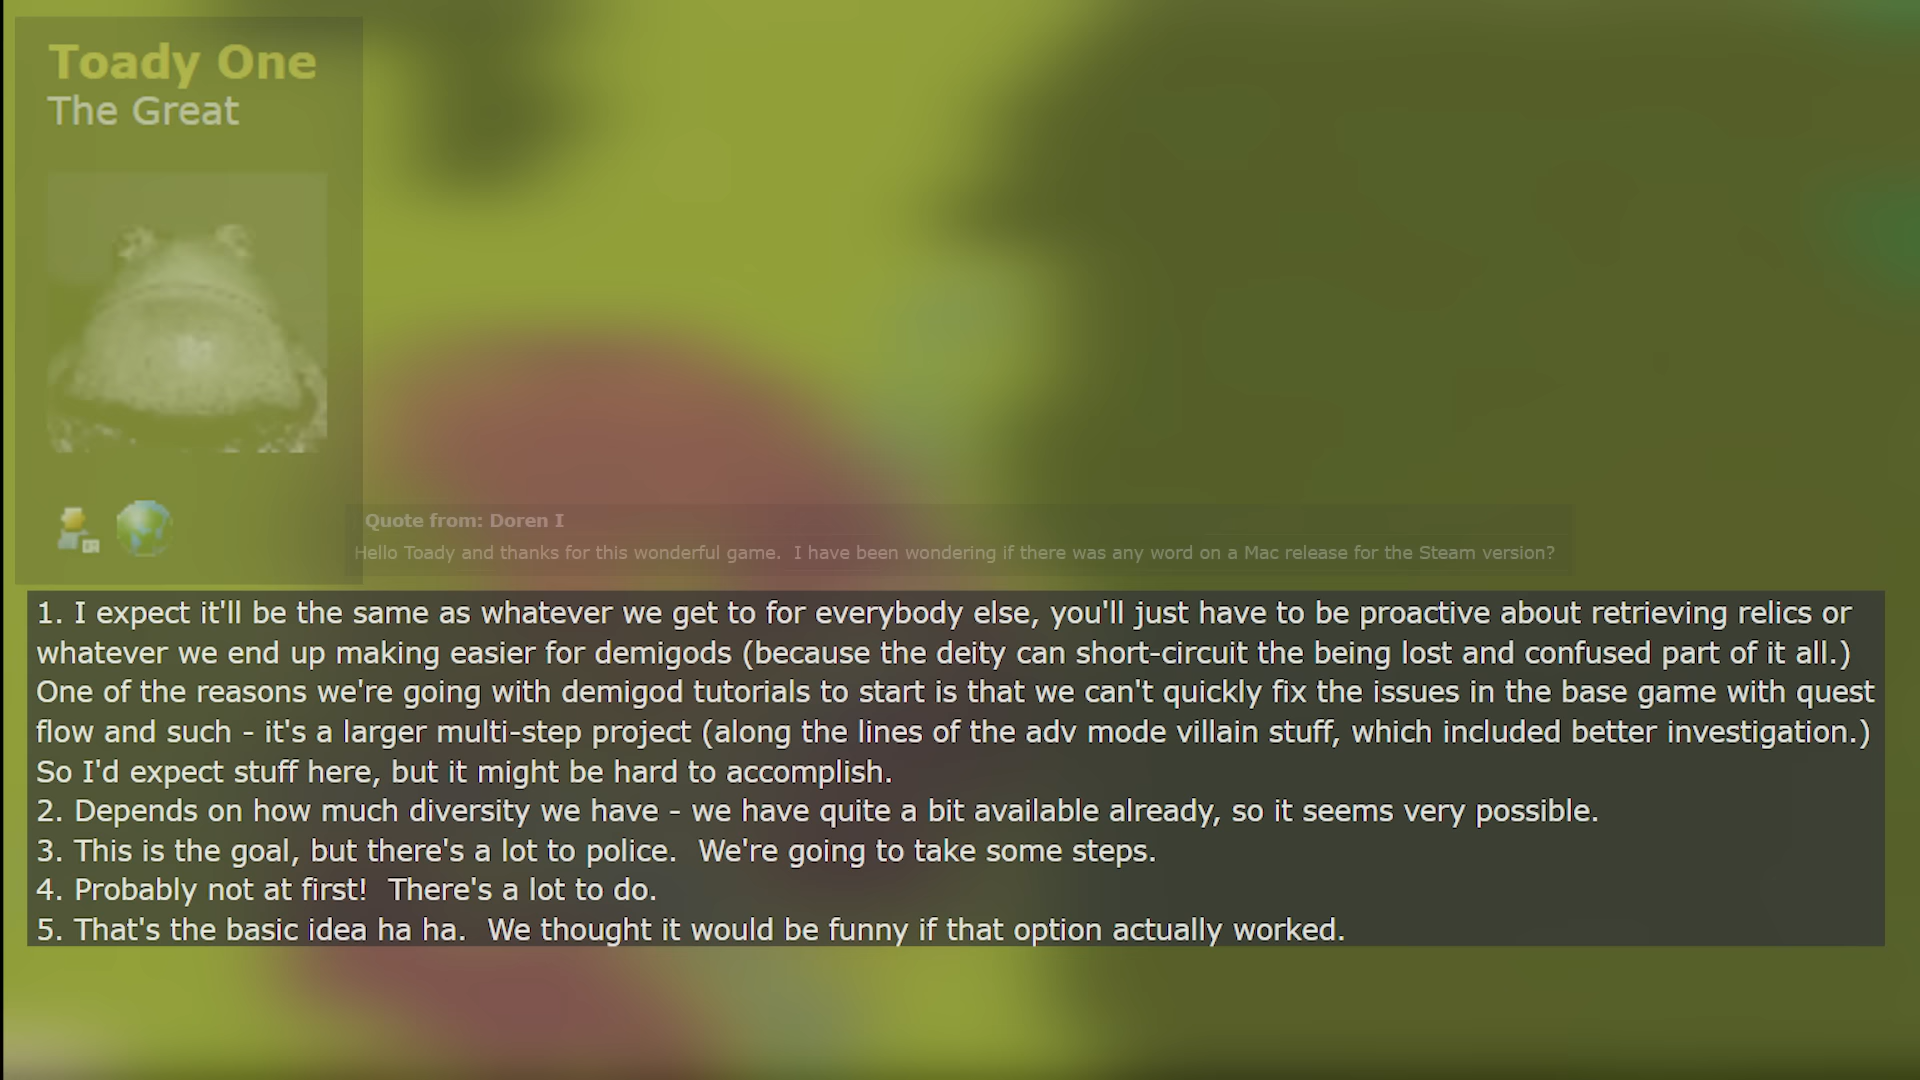 Toady One
The Great
Quote from: Doren I
Hello Toady and thanks for this wonderful game.  I have been wondering if there was any word on a Mac release for the Steam version?
1. I expect it'll be the same as whatever we get to for everybody else, you'll just have to be proactive about retrieving relics or
whatever we end up making easier for demigods (because the deity can short-circuit the being lost and confused part of it all.)
One of the reasons we're going with demigod tutorials to start is that we can't quickly fix the issues in the base game with quest
flow and such - it's a larger multi-step project (along the lines of the adv mode villain stuff, which included better investigation.)
So I'd expect stuff here, but it might be hard to accomplish.
2. Depends on how much diversity we have - we have quite a bit available already, so it seems very possible.
3. This is the goal, but there's a lot to police.  We're going to take some steps.
4. Probably not at first!  There's a lot to do.
5. That's the basic idea ha ha.  We thought it would be funny if that option actually worked.